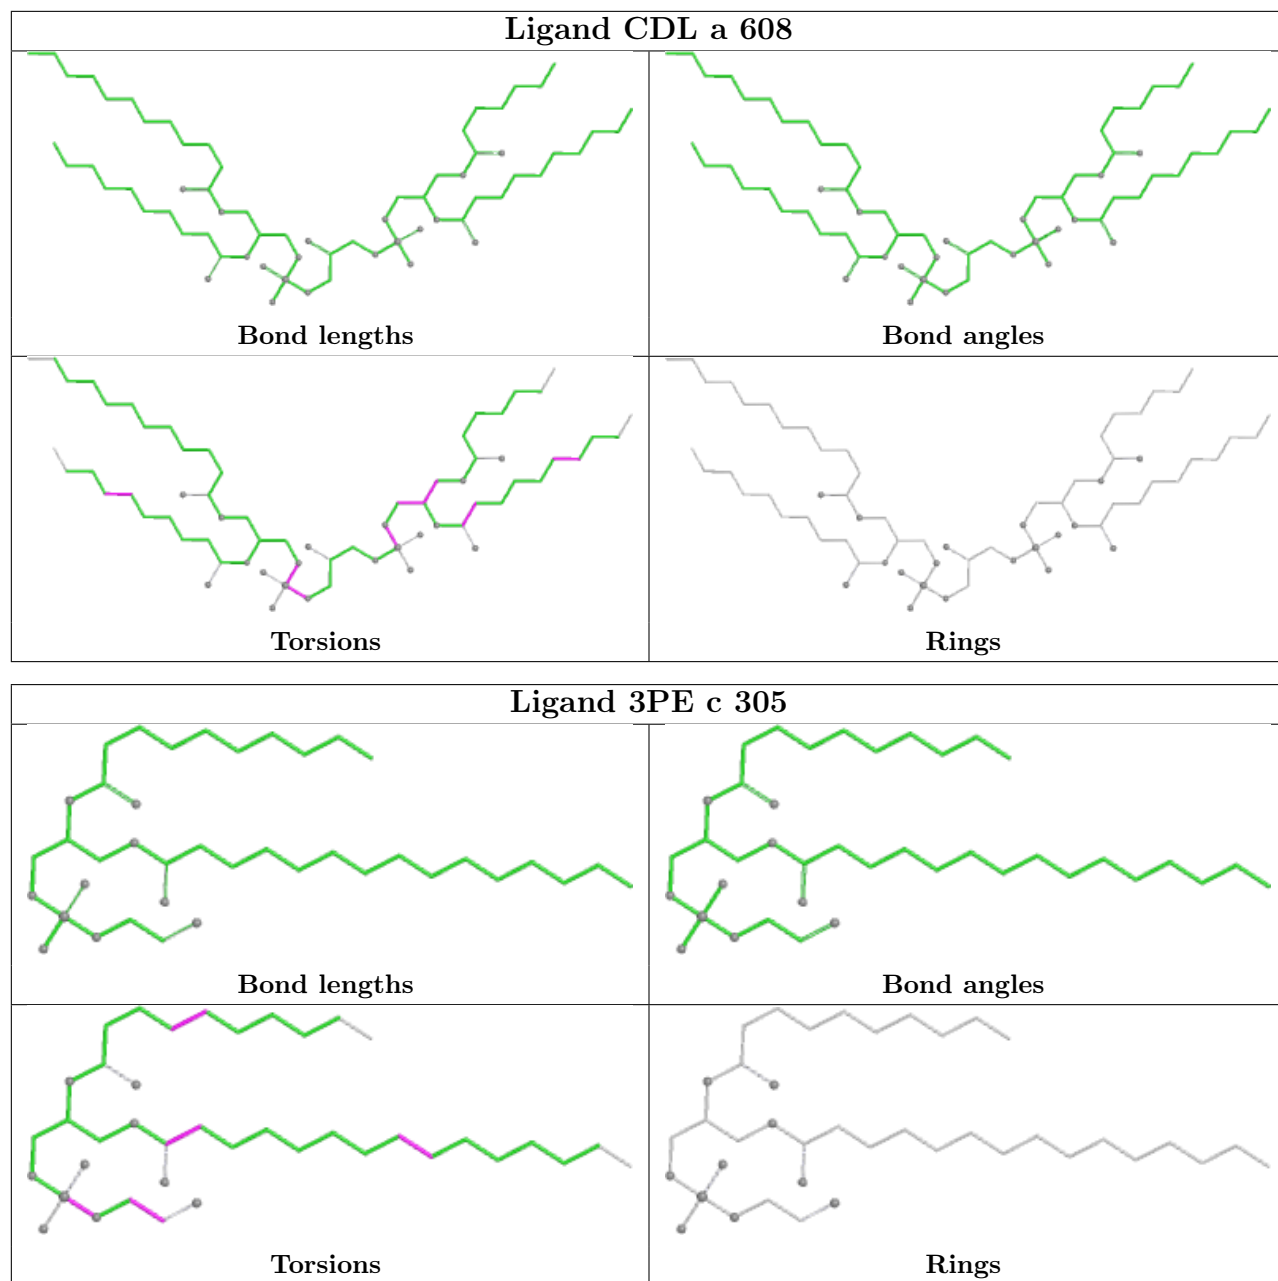 Ligand CDL a 608
Bond lengths
Bond angles
Torsions
Rings
Ligand 3PE c 305
Bond lengths
Bond angles
Torsions
Rings